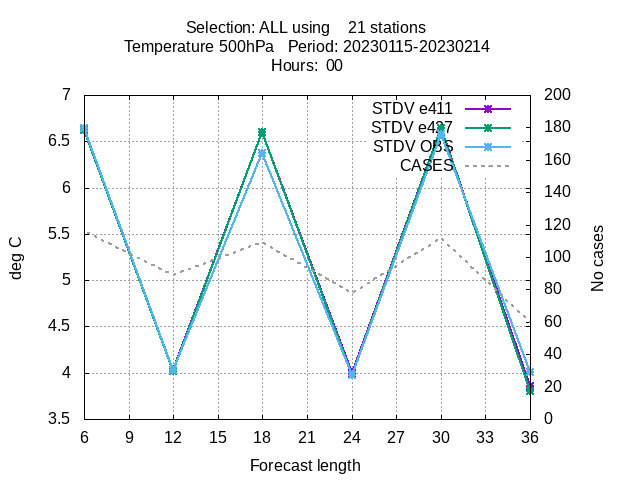 Selection: ALL using    21 stations
Temperature 500hPa   Period: 20230115-20230214
Hours:  00
7
6.5
6
5.5
5
4.5
4
3.5
deg C
200
180
160
140
120
100
80
60
40
20
0
No cases
STDV e411
STDV e427
STDV OBS
CASES
6 9 12 15 18 21 24 27 30 33 36
Forecast length